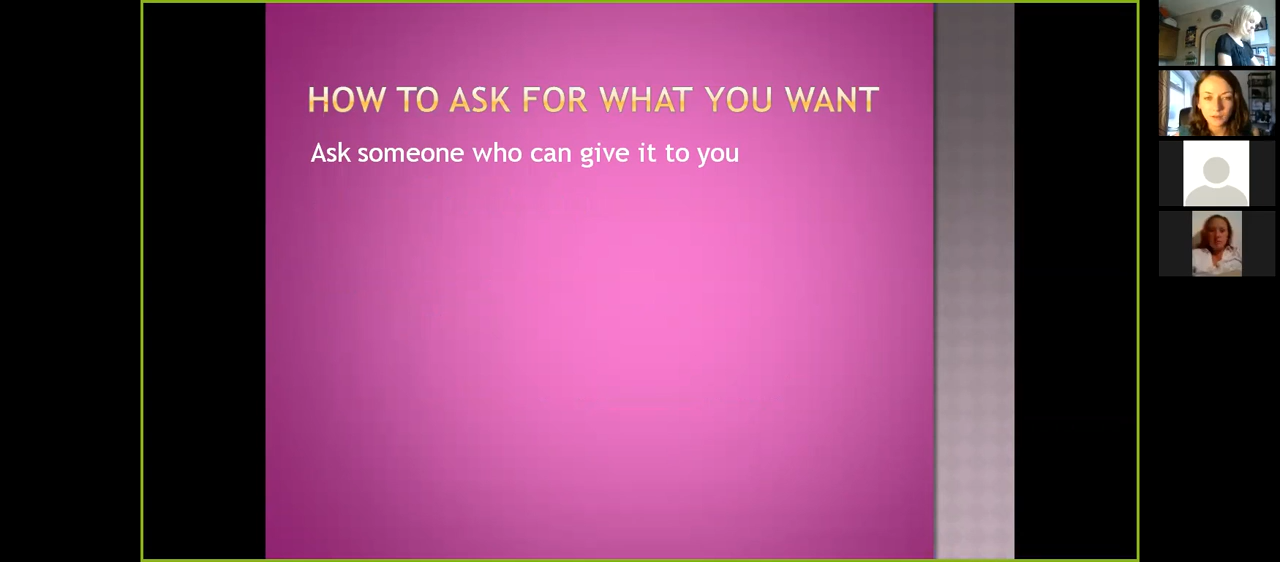 HOW TO ASK FOR WHAT YOU WANT
Ask someone who can give it to you